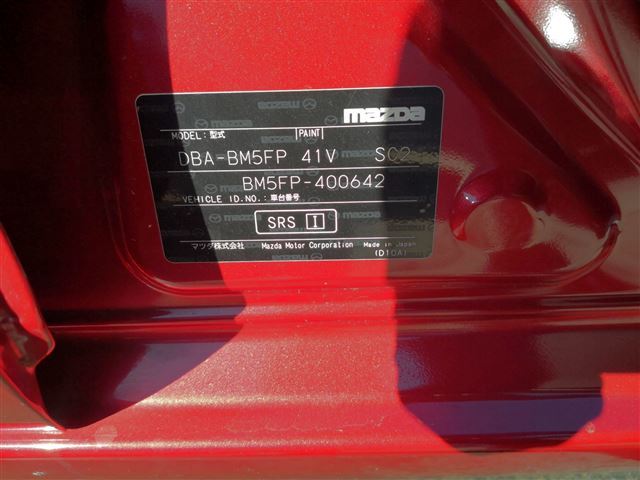 mazda
MODEL:型式 PAINT
DBA-BM5FP 41V SC2
BM5FP-400642
VEHICLE ID.NO.:車台番号
SRS I
マツダ株式会社 Mazda Motor Corporation Made in Japan
(D10A)